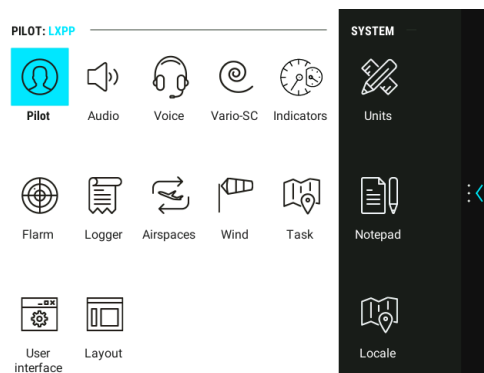 PILOT: LXPP
SYSTEM
Pilot
Audio
Voice
Vario-SC
Indicators
Units
Flarm
Logger
Airspaces
Wind
Task
Notepad
User
interface
Layout
Locale